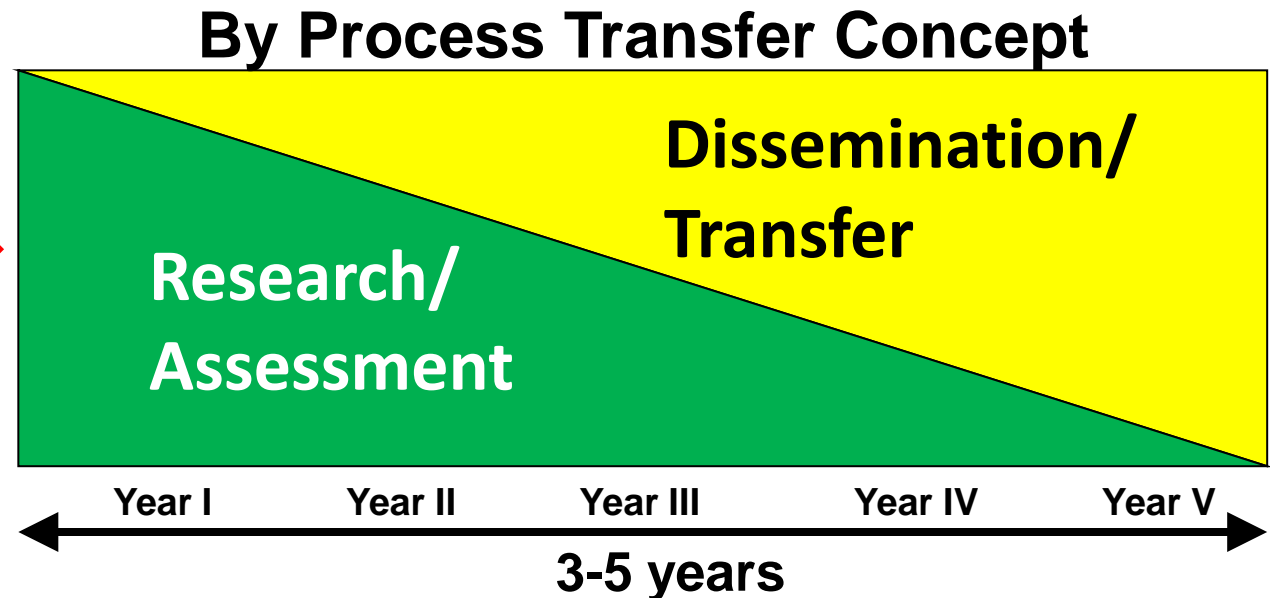 By Process Transfer Concept
Dissemination/
Transfer
Research/
Assessment
Year I Year II Year III Year IV Year V
3-5 years